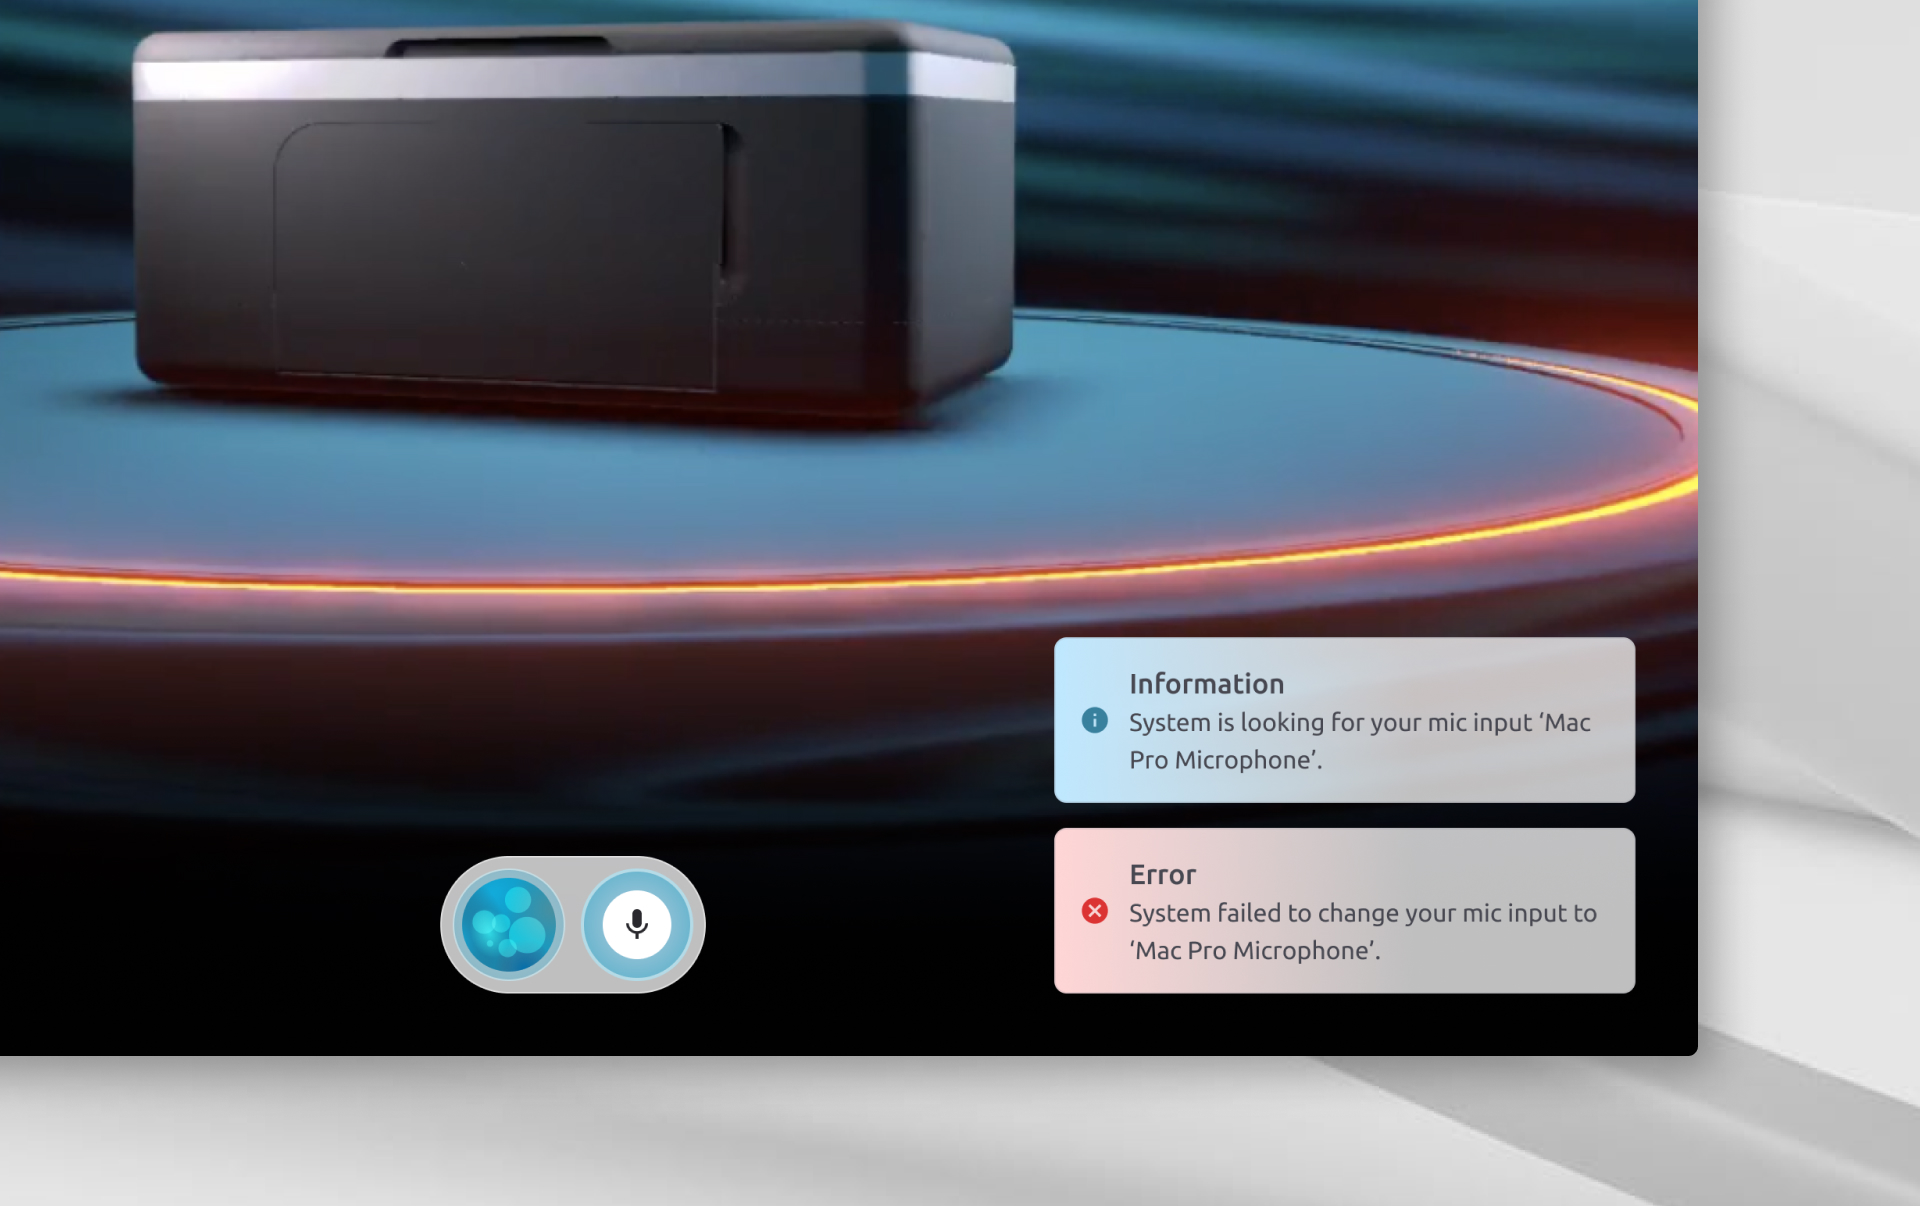 Information
System is looking for your mic input ‘Mac
Pro Microphone’.
Error
System failed to change your mic input to
‘Mac Pro Microphone’.